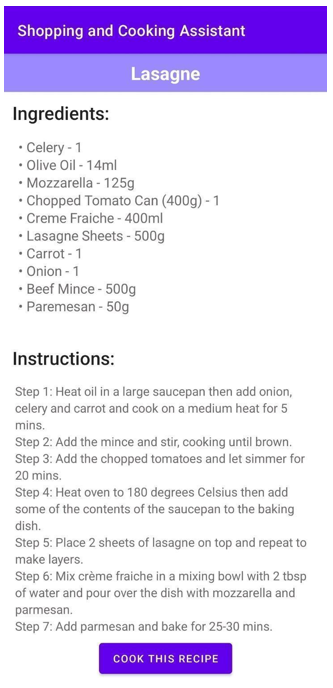 Shopping and Cooking Assistant
Lasagne
Ingredients:
• Celery - 1
• Olive Oil - 14ml
• Mozzarella - 125g
• Chopped Tomato Can (400g) - 1
• Creme Fraiche - 400ml
• Lasagne Sheets - 500g
• Carrot - 1
• Onion - 1
• Beef Mince - 500g
• Paremesan - 50g
Instructions:
Step 1: Heat oil in a large saucepan then add onion,
celery and carrot and cook on a medium heat for 5
mins.
Step 2: Add the mince and stir, cooking until brown.
Step 3: Add the chopped tomatoes and let simmer for
20 mins.
Step 4: Heat oven to 180 degrees Celsius then add
some of the contents of the saucepan to the baking
dish.
Step 5: Place 2 sheets of lasagne on top and repeat to
make layers.
Step 6: Mix crème fraiche in a mixing bowl with 2 tbsp
of water and pour over the dish with mozzarella and
parmesan.
Step 7: Add parmesan and bake for 25-30 mins.
COOK THIS RECIPE